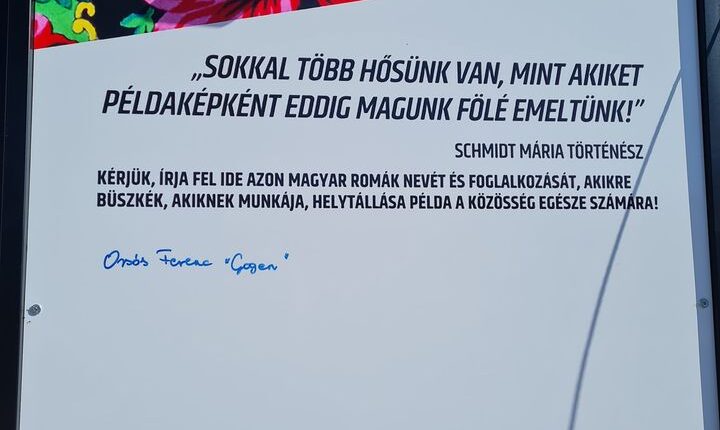 „SOKKAL TÖBB HŐSÜNK VAN, MINT AKIKET
PÉLDAKÉPKÉNT EDDIG MAGUNK FÖLÉ EMELTÜNK!”
SCHMIDT MÁRIA TÖRTÉNÉSZ
KÉRJÜK, ÍRJA FEL IDE AZON MAGYAR ROMÁK NEVÉT ÉS FOGLALKOZÁSÁT, AKIKRE
BÜSZKÉK, AKIKNEK MUNKÁJA, HELYTÁLLÁSA PÉLDA A KÖZÖSSÉG EGÉSZE SZÁMÁRA!
Orsós Ferenc "Gogen"